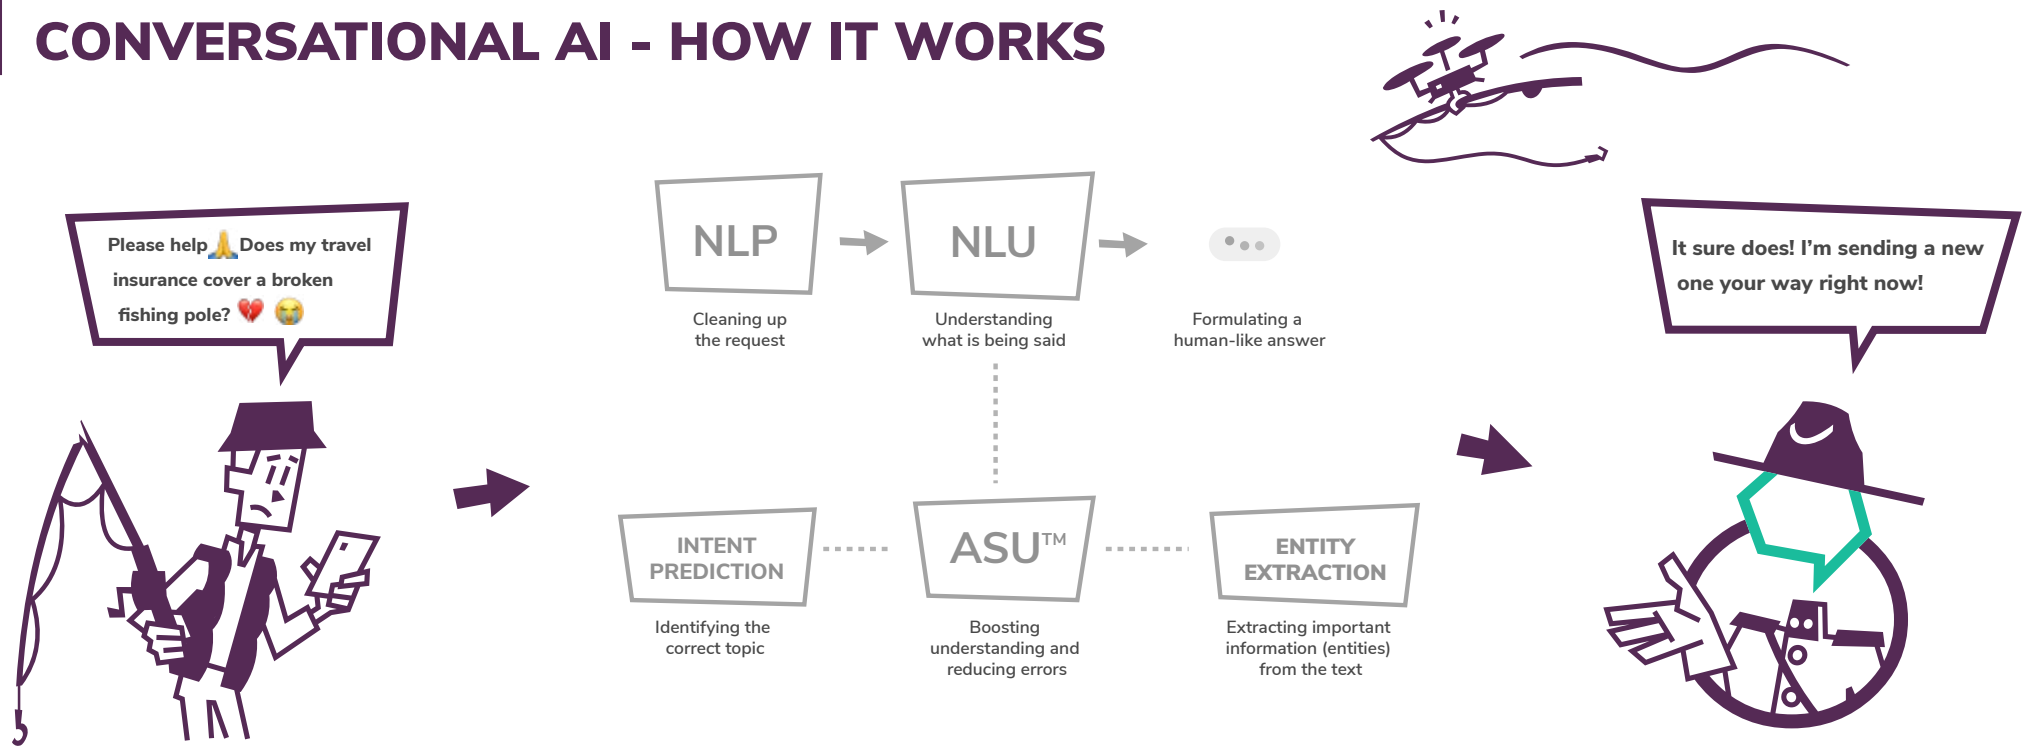 CONVERSATIONAL AI - HOW IT WORKS
Please help🙏Does my travel
insurance cover a broken
fishing pole? 💔 😭
NLP
Cleaning up
the request
NLU
Understanding
what is being said
Formulating a
human-like answer
INTENT
PREDICTION
Identifying the
correct topic
ASU™
Boosting
understanding and
reducing errors
ENTITY
EXTRACTION
Extracting important
information (entities)
from the text
It sure does! I’m sending a new
one your way right now!